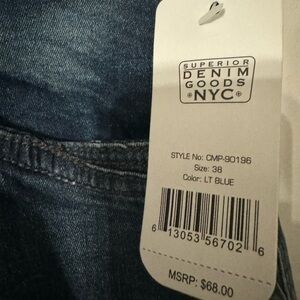 SUPERIOR
DENIM
GOODS
NYC
STYLE No: CMP-90196
Size: 38
Color: LT BLUE
6 13053 56702 6
MSRP: $68.00